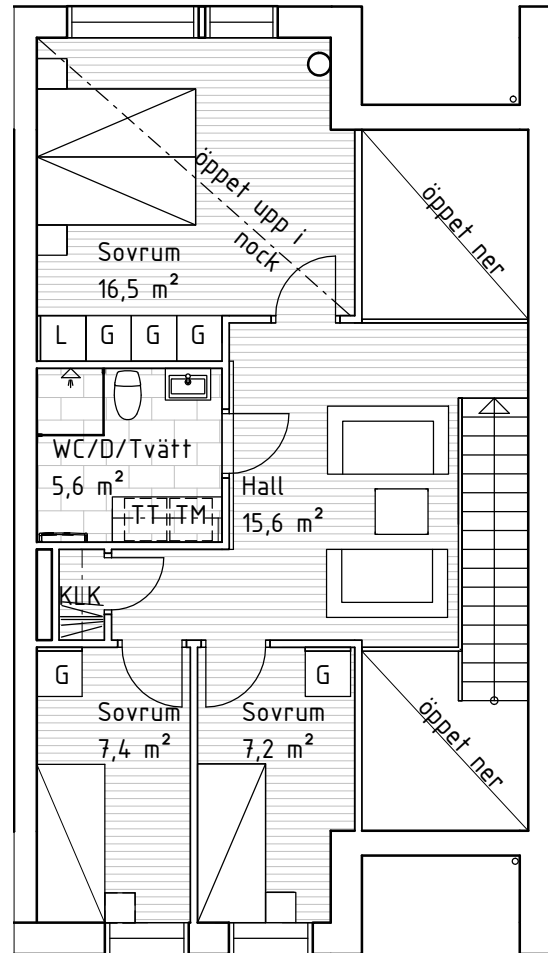 öppet upp i
nock
öppet ner
Sovrum
16,5 m²
L G G G
WC/D/Tvätt
5,6 m²
TT TM
Hall
15,6 m²
KLK
G
G
Sovrum
7,4 m²
Sovrum
7,2 m²
öppet ner